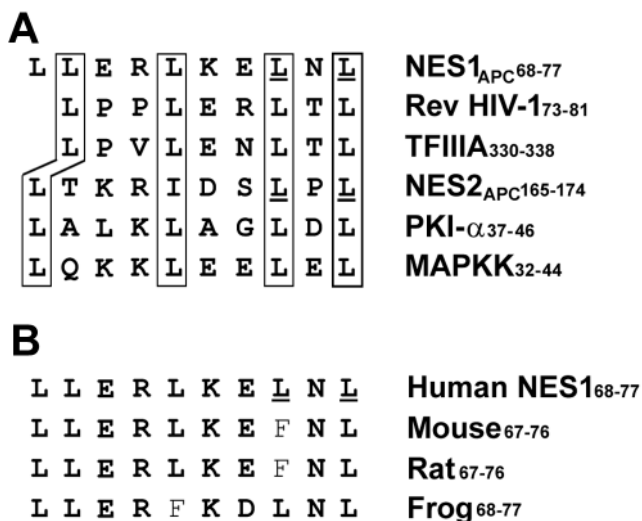 A
L L E R L K E L N L NES1APC68-77
L P P L E R L T L Rev HIV-173-81
L P V L E N L T L TFIIIA330-338
L T K R I D S L P L NES2APC165-174
L A L K L A G L D L PKI-α37-46
L Q K K L E E L E L MAPKK32-44
B
L L E R L K E L N L Human NES168-77
L L E R L K E F N L Mouse67-76
L L E R L K E F N L Rat67-76
L L E R F K D L N L Frog68-77